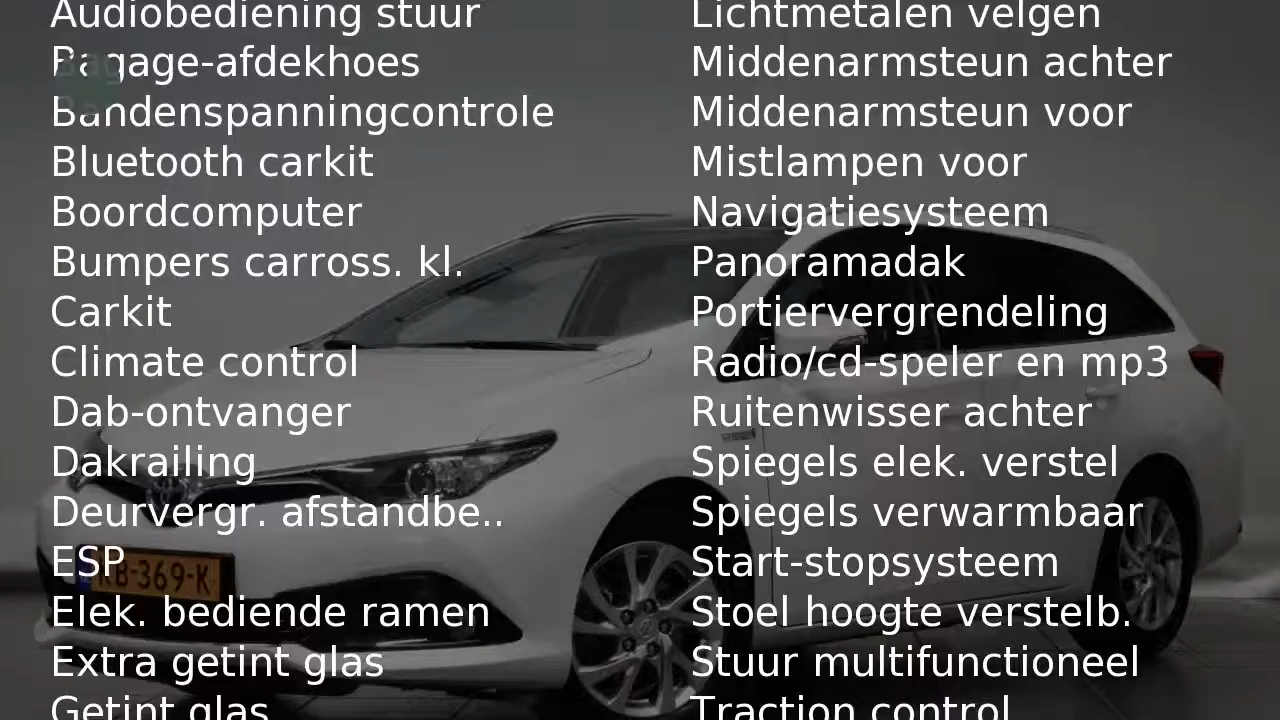 Audiobediening stuur
Bagage-afdekhoes
Bandenspanningcontrole
Bluetooth carkit
Boordcomputer
Bumpers carross. kl.
Carkit
Climate control
Dab-ontvanger
Dakrailing
Deurvergr. afstandbe..
ESP
Elek. bediende ramen
Extra getint glas
Getint glas
Lichtmetalen velgen
Middenarmsteun achter
Middenarmsteun voor
Mistlampen voor
Navigatiesysteem
Panoramadak
Portiervergrendeling
Radio/cd-speler en mp3
Ruitenwisser achter
Spiegels elek. verstel
Spiegels verwarmbaar
Start-stopsysteem
Stoel hoogte verstelb.
Stuur multifunctioneel
Traction control